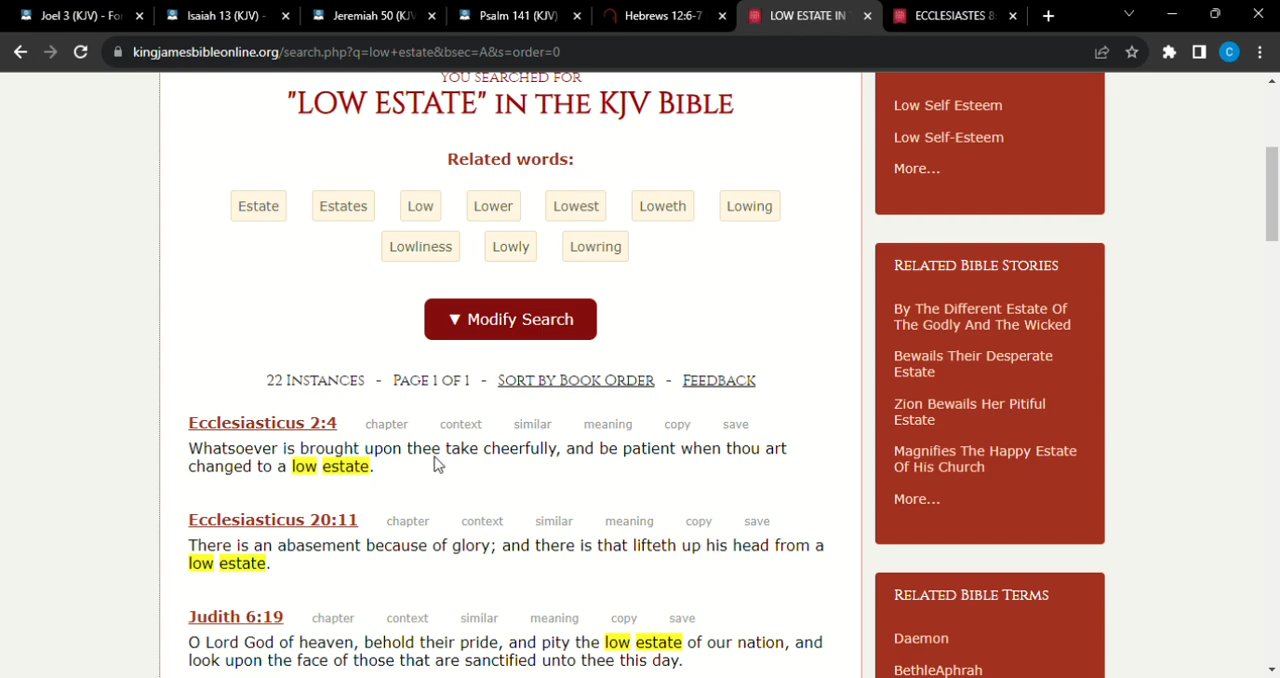 Joel 3 (KJV) - For
Isaiah 13 (KJV) -
Jeremiah 50 (KJV
Psalm 141 (KJV)
Hebrews 12:6-7
LOW ESTATE IN
ECCLESIASTES 8:
kingjamesbibleonline.org/search.php?q=low+estate&bsec=A&s=order=0
C
YOU SEARCHED FOR
"LOW ESTATE" IN THE KJV BIBLE
Related words:
Estate Estates Low Lower Lowest Loweth Lowing
Lowliness Lowly Lowring
▼ Modify Search
22 INSTANCES - PAGE 1 OF 1 - SORT BY BOOK ORDER - FEEDBACK
Ecclesiasticus 2:4 chapter context similar meaning copy save
Whatsoever is brought upon thee take cheerfully, and be patient when thou art
changed to a low estate.
Ecclesiasticus 20:11 chapter context similar meaning copy save
There is an abasement because of glory; and there is that lifteth up his head from a
low estate.
Judith 6:19 chapter context similar meaning copy save
O Lord God of heaven, behold their pride, and pity the low estate of our nation, and
look upon the face of those that are sanctified unto thee this day.
Low Self Esteem
Low Self-Esteem
More...
RELATED BIBLE STORIES
By The Different Estate Of
The Godly And The Wicked
Bewails Their Desperate
Estate
Zion Bewails Her Pitiful
Estate
Magnifies The Happy Estate
Of His Church
More...
RELATED BIBLE TERMS
Daemon
BethleAphrah